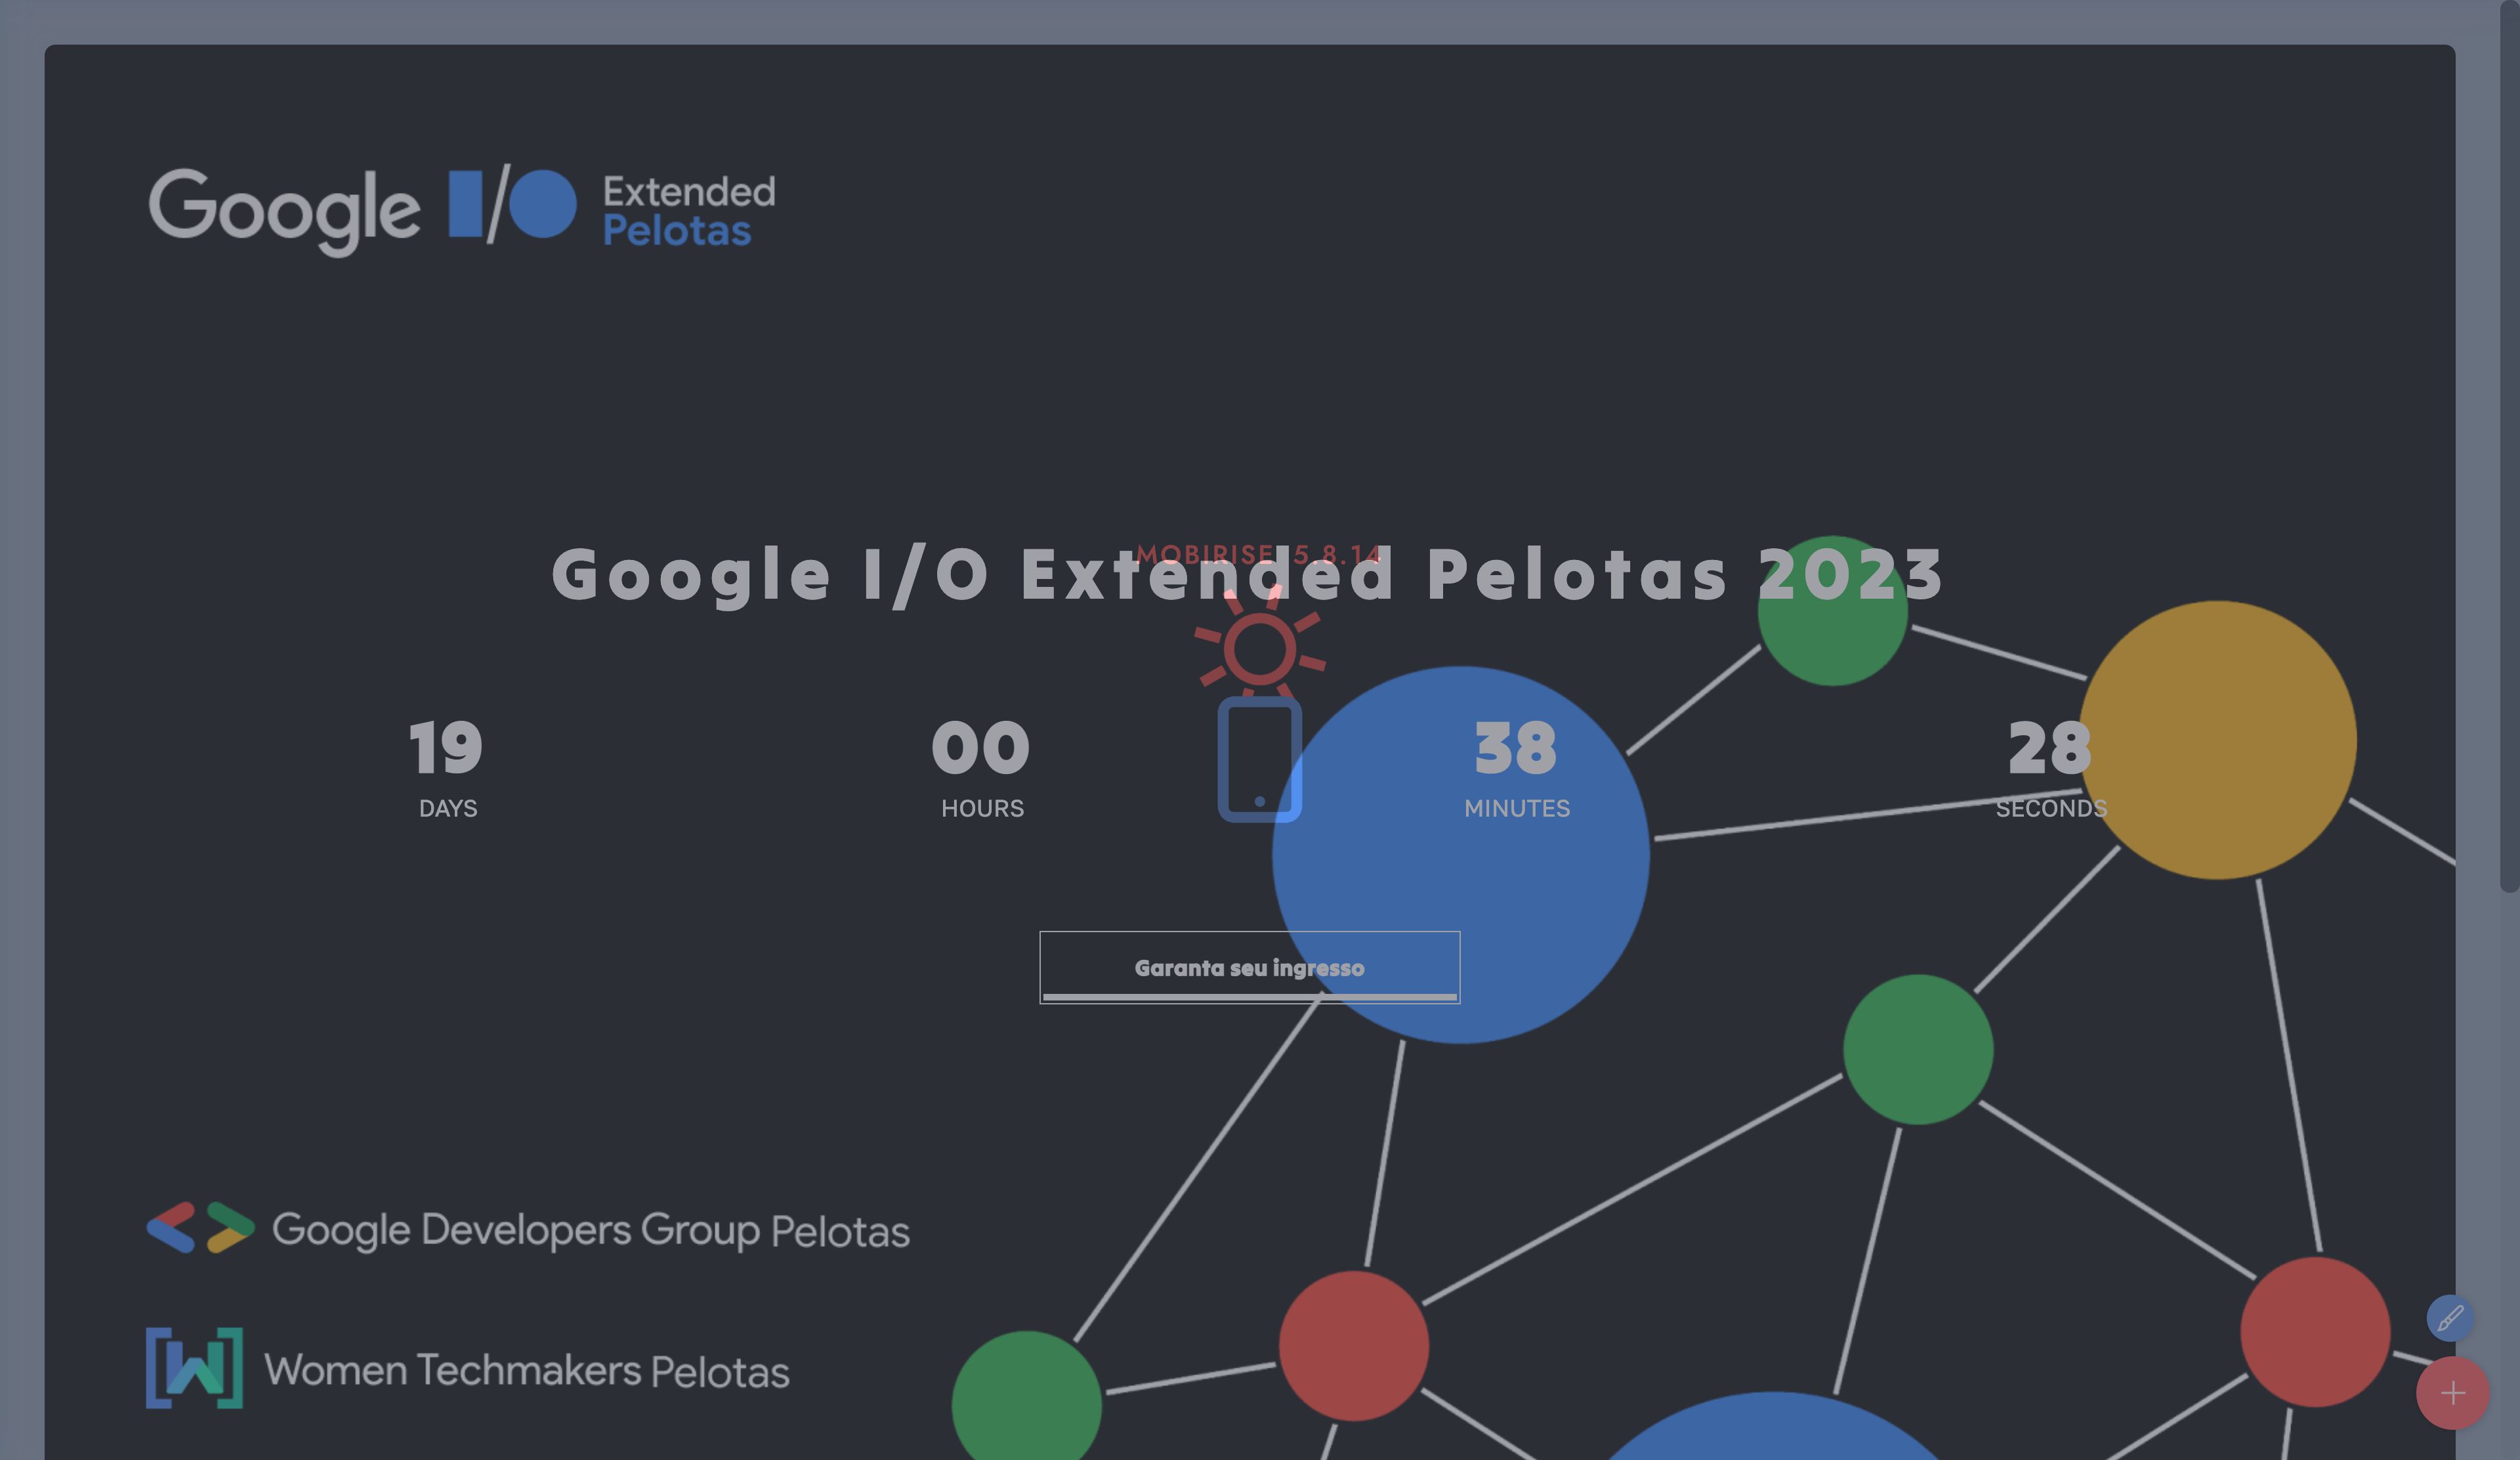 Google I/O Extended
Pelotas
MOBIRISE 5.8.14
Google I/O Extended Pelotas 2023
19 00 38 28
DAYS HOURS MINUTES SECONDS
Garanta seu ingresso
Google Developers Group Pelotas
Women Techmakers Pelotas